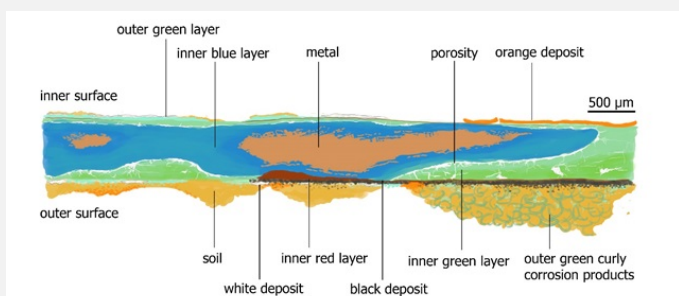 outer green layer
inner blue layer
metal
porosity
orange deposit
500 µm
inner surface
outer surface
soil
inner red layer
inner green layer
outer green curly
corrosion products
white deposit
black deposit